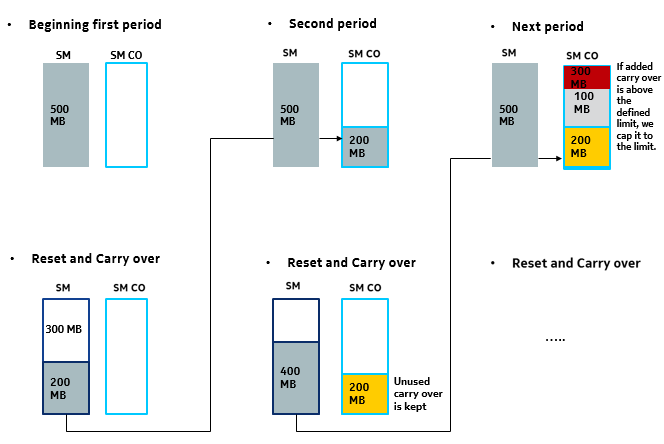 • Beginning first period
SM
SM CO
500
MB
• Second period
SM
SM CO
500
MB
200
MB
• Next period
SM
SM CO
500
MB
300
MB
100
MB
200
MB
If added
carry over
is above
the
defined
limit, we
cap it to
the limit.
• Reset and Carry over
SM
SM CO
300 MB
200
MB
• Reset and Carry over
SM
SM CO
400
MB
200
MB
Unused
carry over
is kept
• Reset and Carry over
.....